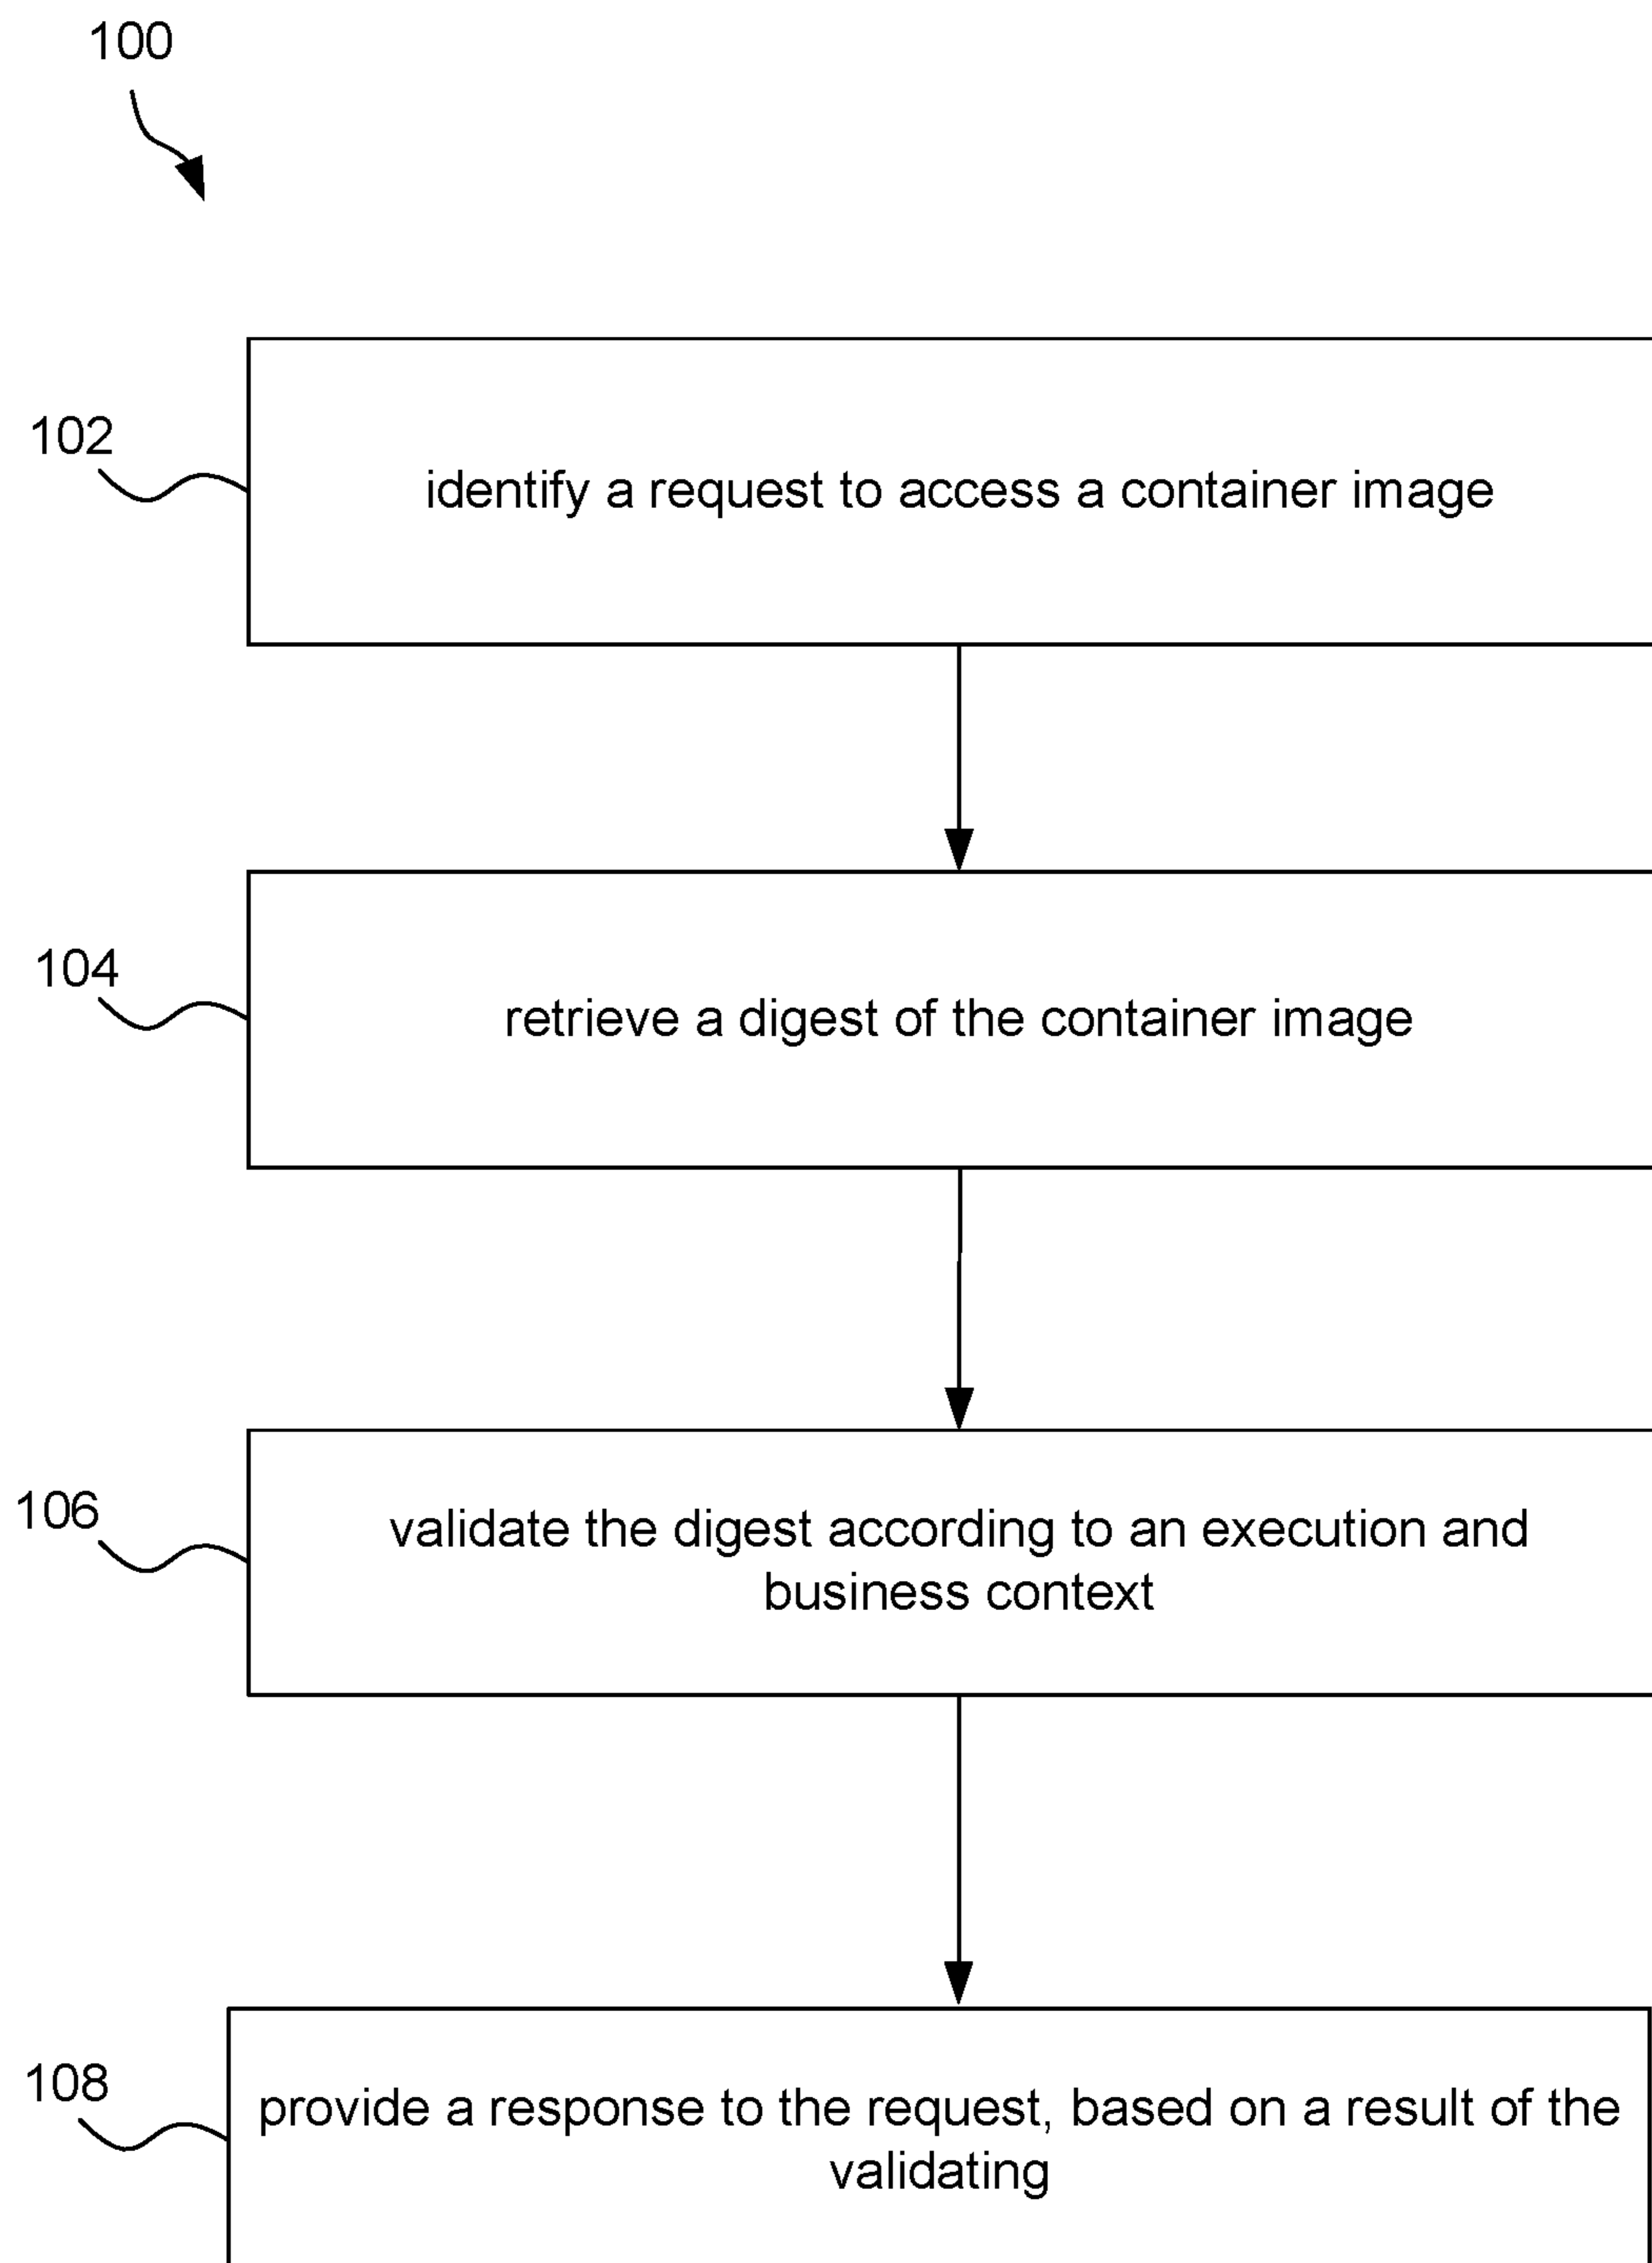 100
102
identify a request to access a container image
104
retrieve a digest of the container image
106
validate the digest according to an execution and
business context
108
provide a response to the request, based on a result of the
validating